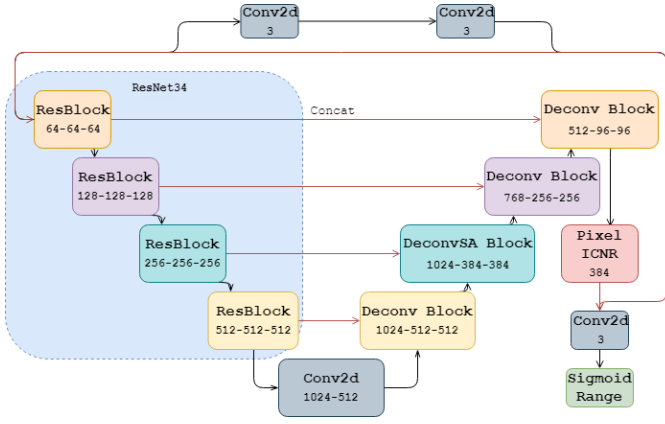 Conv2d
3
Conv2d
3
ResNet34
ResBlock
64-64-64
Concat
Deconv Block
512-96-96
ResBlock
128-128-128
Deconv Block
768-256-256
ResBlock
256-256-256
DeconvSA Block
1024-384-384
Pixel
ICNR
384
ResBlock
512-512-512
Deconv Block
1024-512-512
Conv2d
3
Conv2d
1024-512
Sigmoid
Range